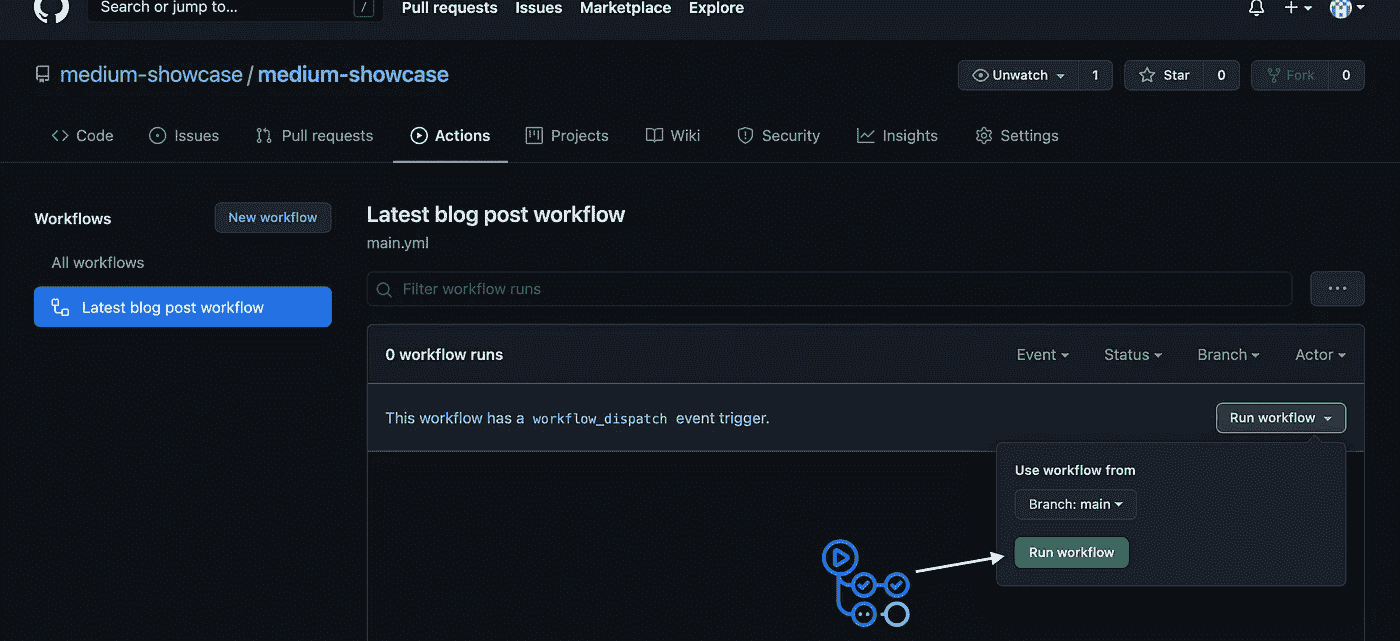 Search or jump to... /
Pull requests Issues Marketplace Explore
medium-showcase / medium-showcase
Unwatch 1 Star 0 Fork 0
Code Issues Pull requests Actions Projects Wiki Security Insights Settings
Workflows New workflow
All workflows
Latest blog post workflow
Latest blog post workflow
main.yml
Filter workflow runs
0 workflow runs
Event Status Branch Actor
This workflow has a workflow_dispatch event trigger.
Run workflow
Use workflow from
Branch: main
Run workflow